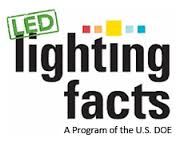 LED
lighting
facts
A Program of the U.S. DOE